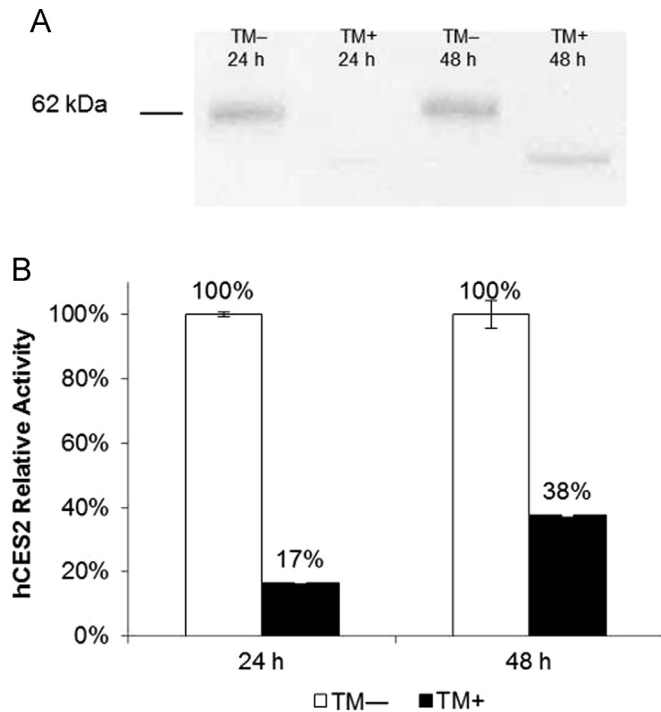 A
TM– TM+ TM– TM+
24 h 24 h 48 h 48 h
62 kDa
B
hCES2 Relative Activity
100%
80%
60%
40%
20%
0%
100%
17%
100%
38%
24 h 48 h
TM— TM+